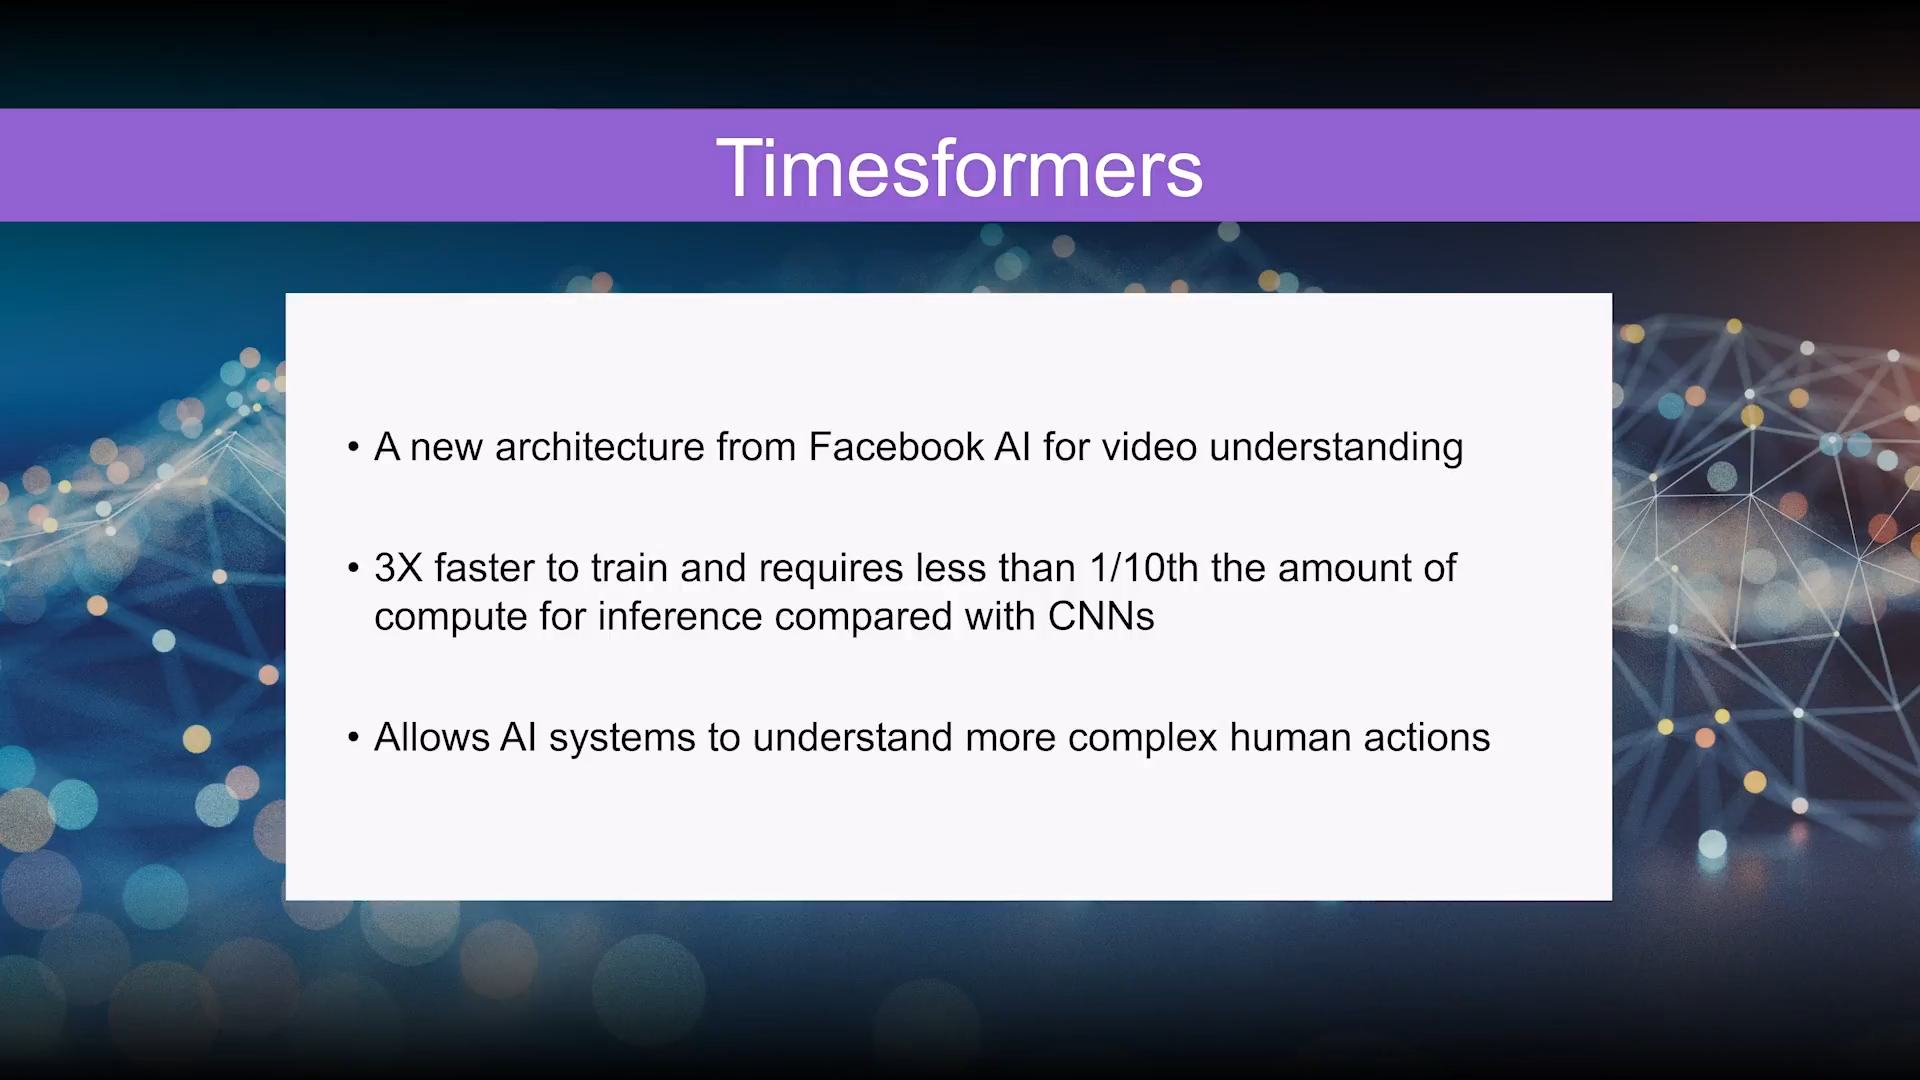 Timesformers
• A new architecture from Facebook AI for video understanding
• 3X faster to train and requires less than 1/10th the amount of
compute for inference compared with CNNs
• Allows AI systems to understand more complex human actions